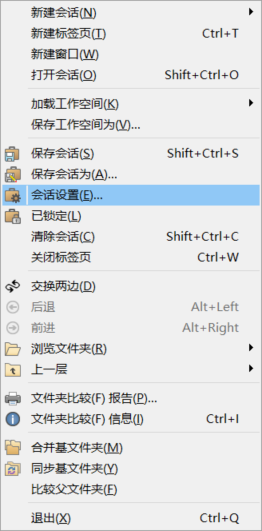 新建会话(N)
新建标签页(T) Ctrl+T
新建窗口(W)
打开会话(O) Shift+Ctrl+O
加载工作空间(K)
保存工作空间为(V)...
保存会话(S) Shift+Ctrl+S
保存会话为(A)...
会话设置(E)...
已锁定(L)
清除会话(C) Shift+Ctrl+C
关闭标签页 Ctrl+W
交换两边(D)
后退 Alt+Left
前进 Alt+Right
浏览文件夹(R)
上一层
文件夹比较(F) 报告(P)...
文件夹比较(F) 信息(I) Ctrl+I
合并基文件夹(M)
同步基文件夹(Y)
比较父文件夹(F)
退出(X) Ctrl+Q